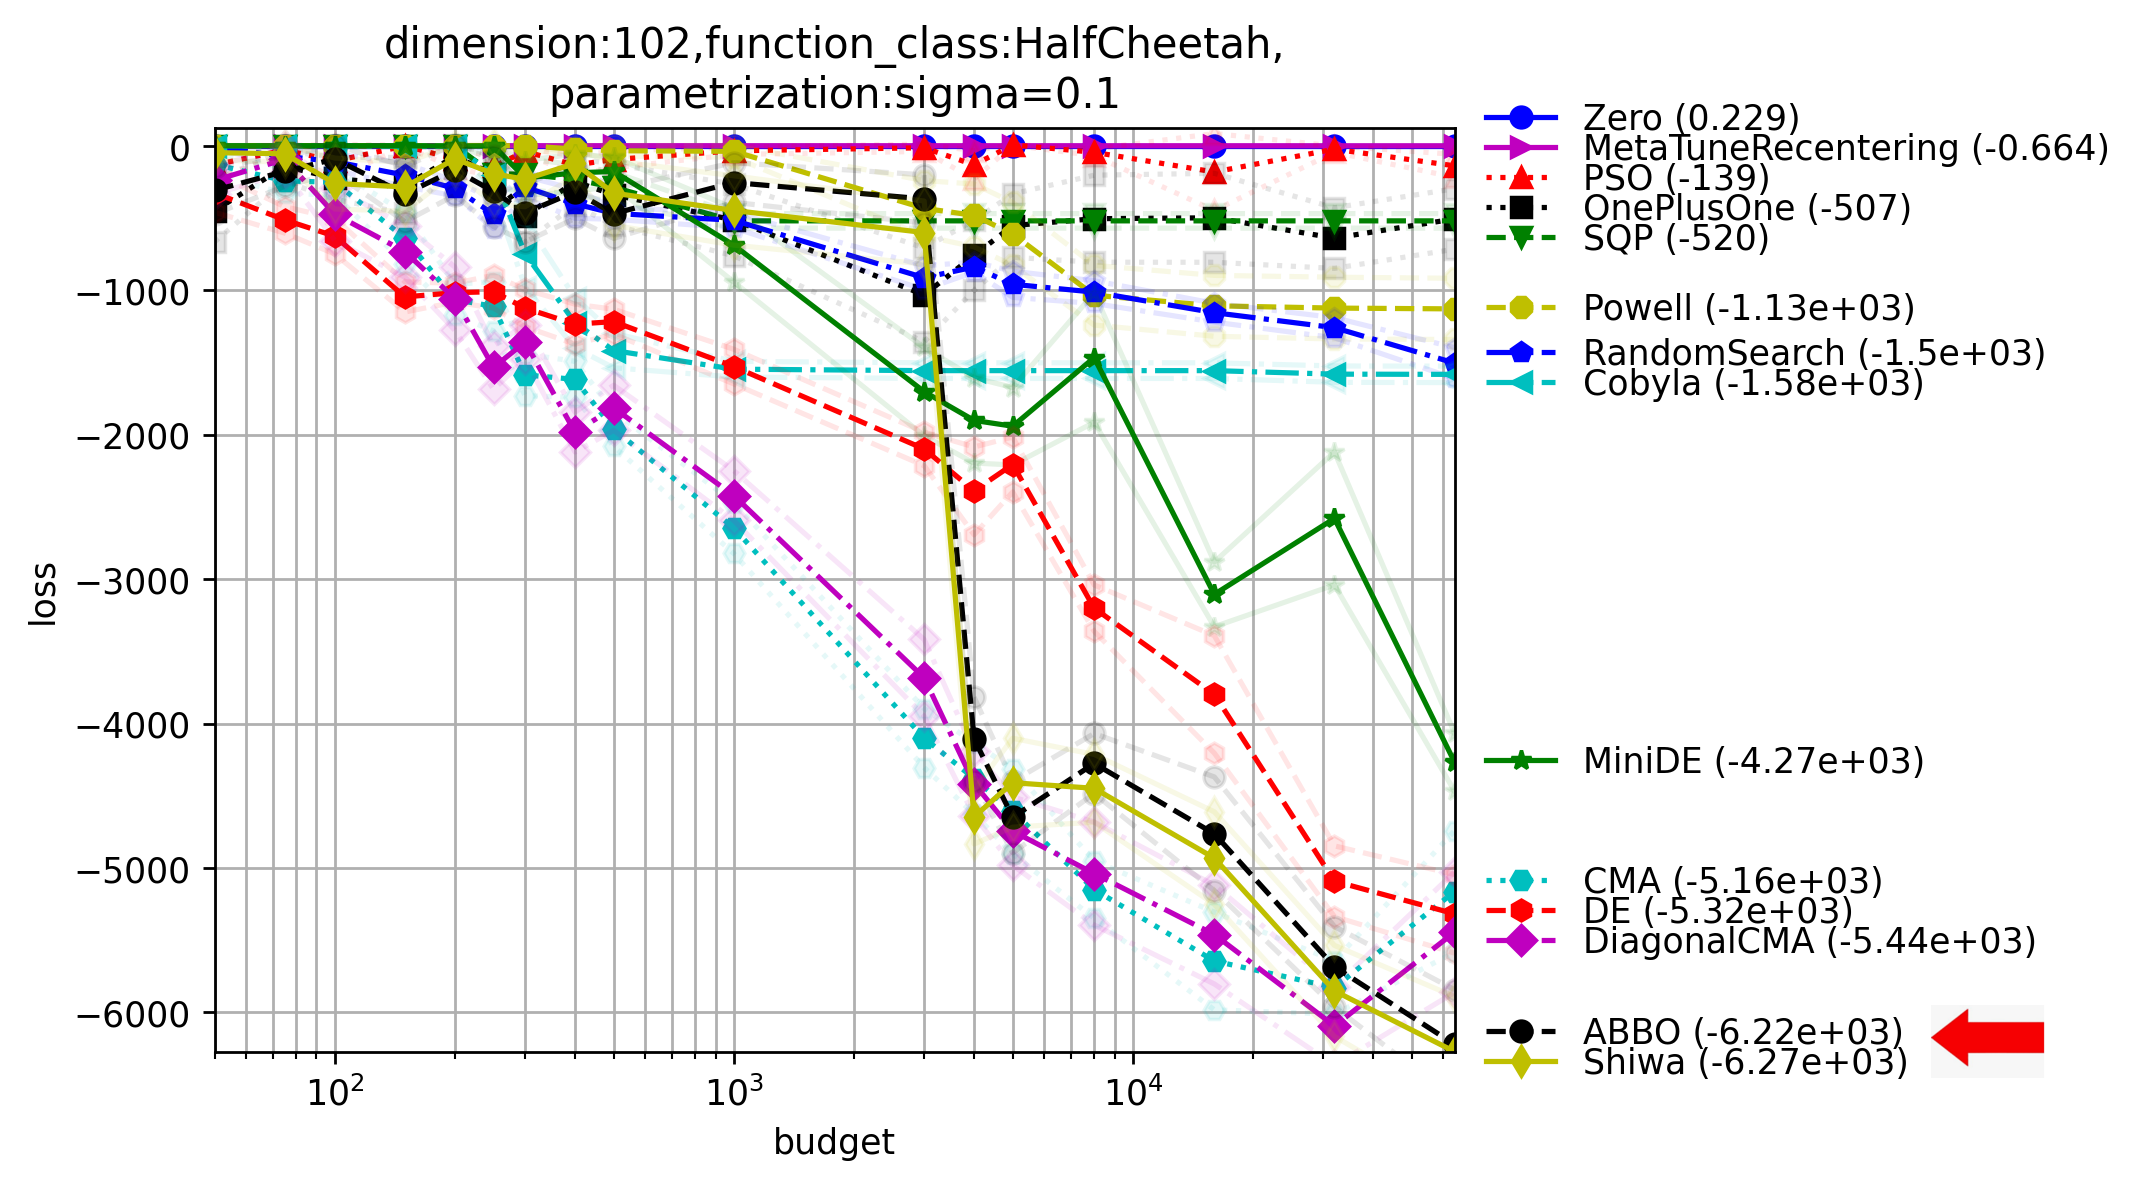 dimension:102,function_class:HalfCheetah,
parametrization:sigma=0.1
loss
0
−1000
−2000
−3000
−4000
−5000
−6000
10²
10³
10⁴
budget
Zero (0.229)
MetaTuneRecentering (-0.664)
PSO (-139)
OnePlusOne (-507)
SQP (-520)
Powell (-1.13e+03)
RandomSearch (-1.5e+03)
Cobyla (-1.58e+03)
MiniDE (-4.27e+03)
CMA (-5.16e+03)
DE (-5.32e+03)
DiagonalCMA (-5.44e+03)
ABBO (-6.22e+03)
Shiwa (-6.27e+03)